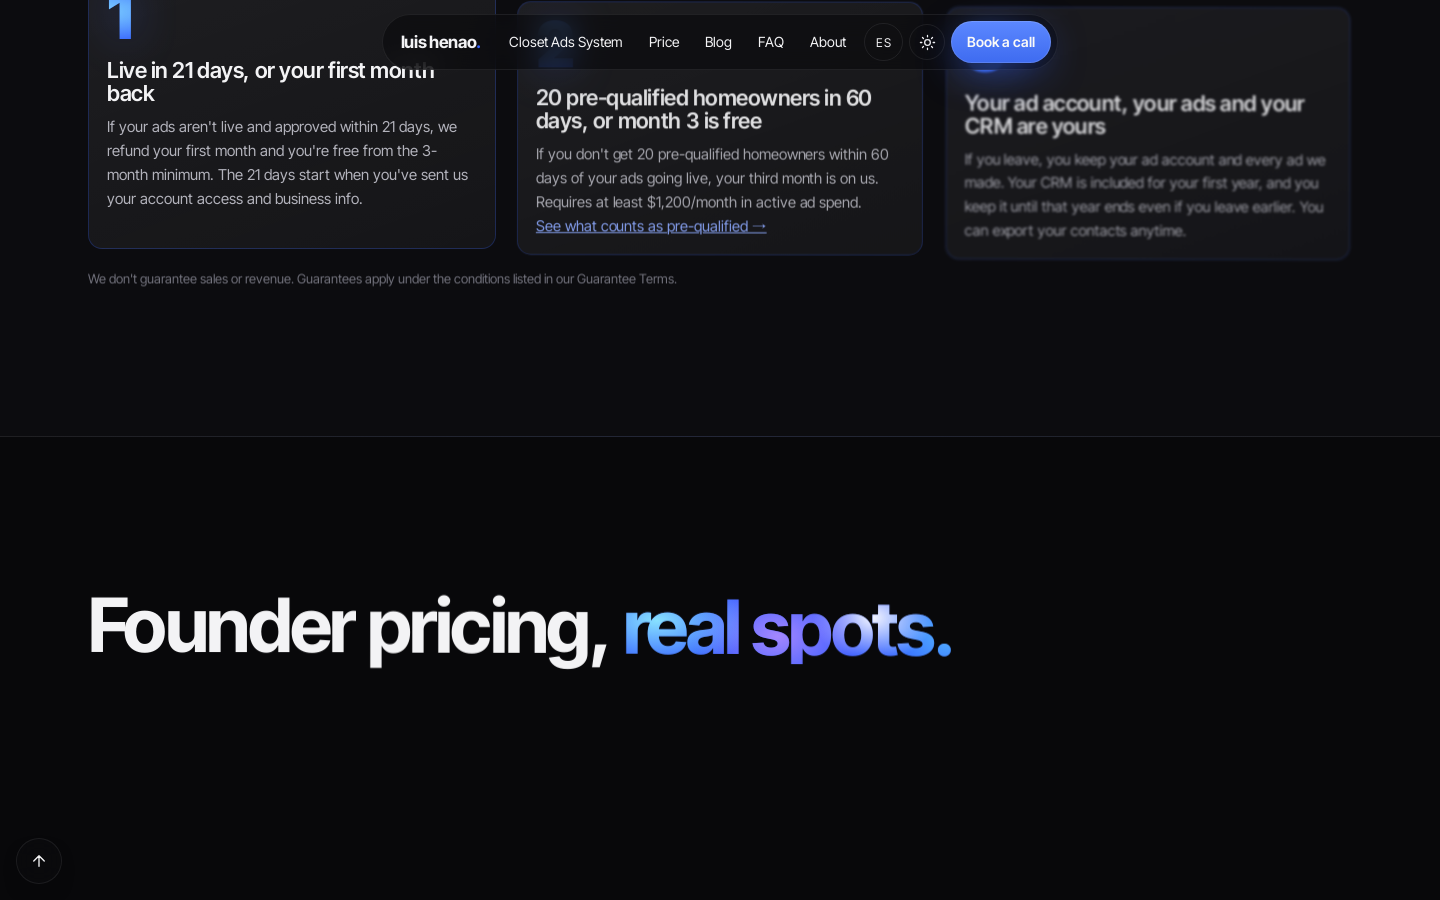 luis henao.
Closet Ads System
Price
Blog
FAQ
About
ES
Book a call
1
Live in 21 days, or your first month
back
If your ads aren't live and approved within 21 days, we
refund your first month and you're free from the 3-
month minimum. The 21 days start when you've sent us
your account access and business info.
20 pre-qualified homeowners in 60
days, or month 3 is free
If you don't get 20 pre-qualified homeowners within 60
days of your ads going live, your third month is on us.
Requires at least $1,200/month in active ad spend.
See what counts as pre-qualified →
Your ad account, your ads and your
CRM are yours
If you leave, you keep your ad account and every ad we
made. Your CRM is included for your first year, and you
keep it until that year ends even if you leave earlier. You
can export your contacts anytime.
We don't guarantee sales or revenue. Guarantees apply under the conditions listed in our Guarantee Terms.
Founder pricing, real spots.